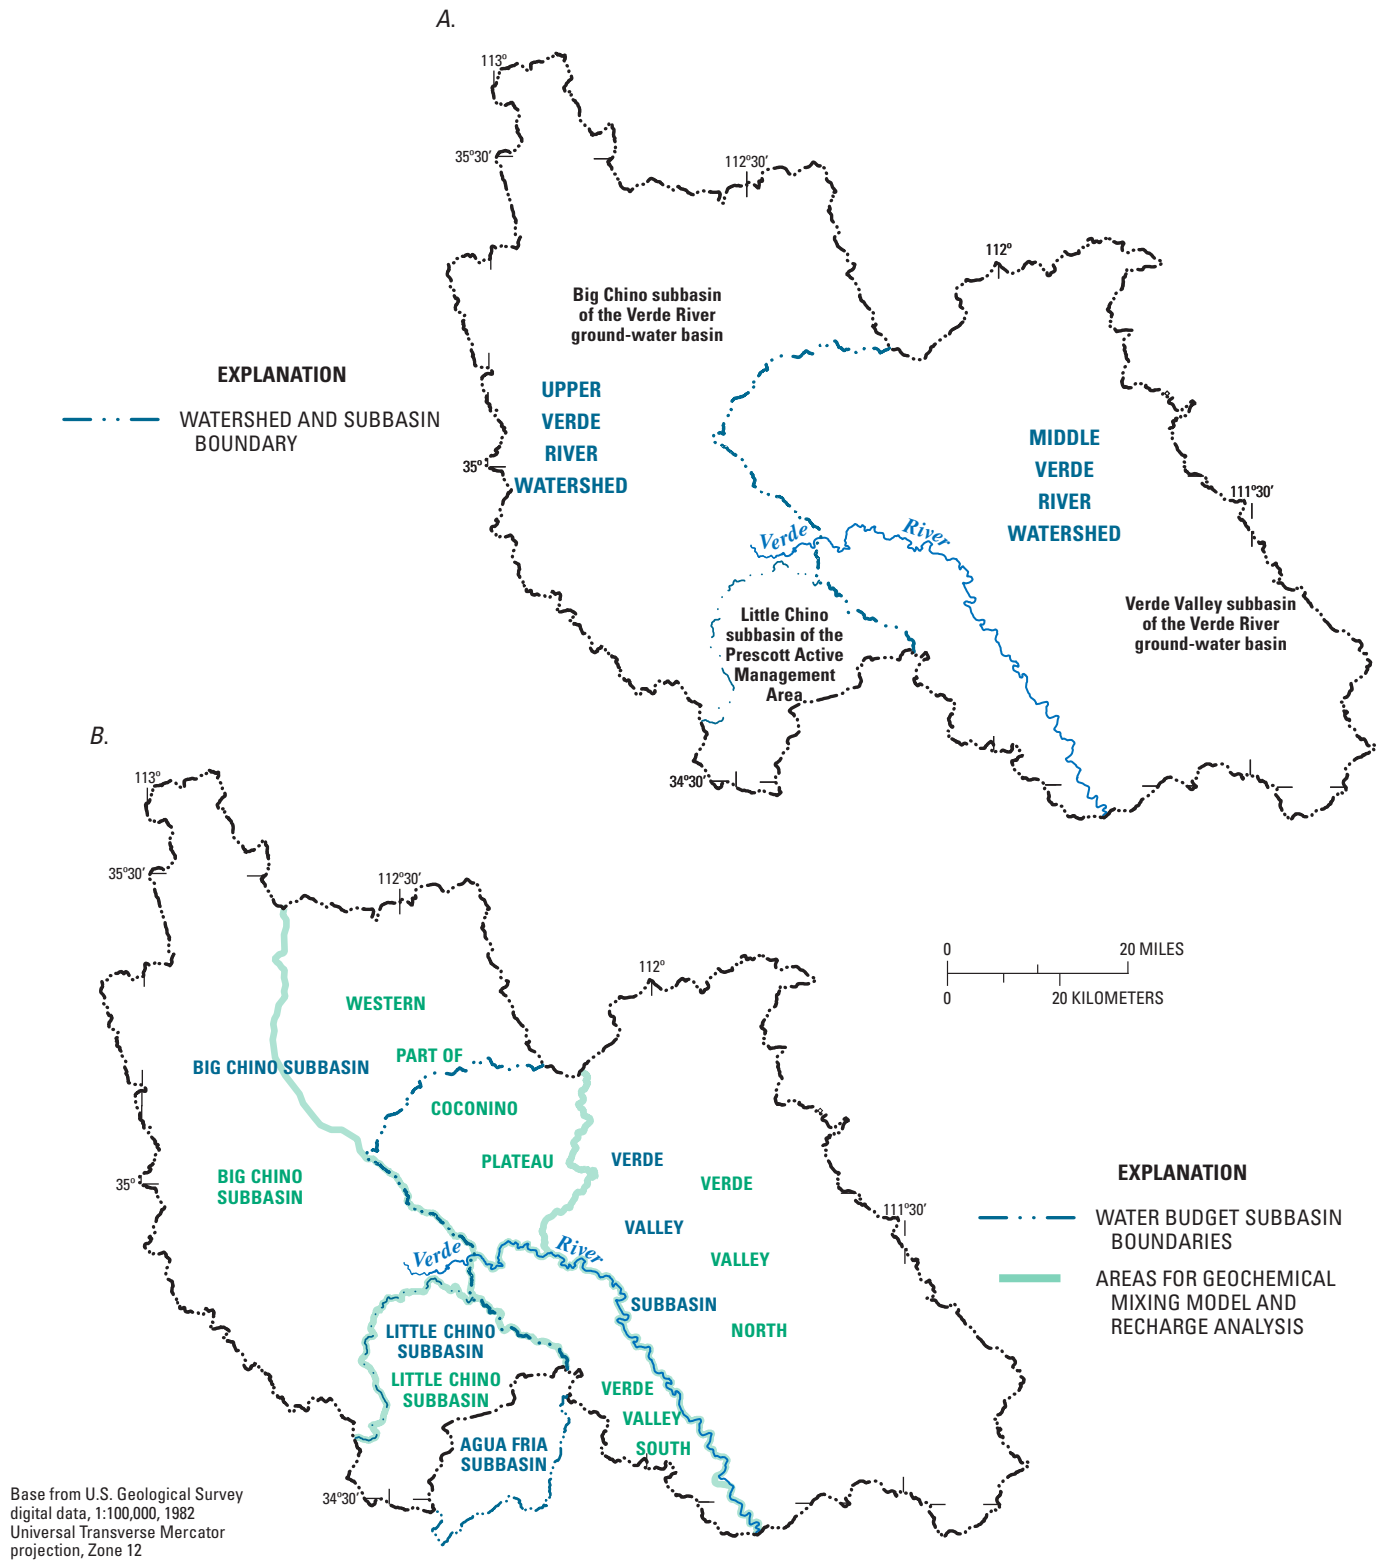 A.
113°
35°30′
112°30′
112°
Big Chino subbasin
of the Verde River
ground-water basin
EXPLANATION
WATERSHED AND SUBBASIN
BOUNDARY
UPPER
VERDE
RIVER
WATERSHED
35°
MIDDLE
VERDE
RIVER
WATERSHED
111°30′
Verde River
Verde Valley subbasin
of the Verde River
ground-water basin
Little Chino
subbasin of the
Prescott Active
Management
Area
34°30′
B.
113°
35°30′
112°30′
112°
0 20 MILES
0 20 KILOMETERS
WESTERN
PART OF
COCONINO
PLATEAU
BIG CHINO SUBBASIN
BIG CHINO
SUBBASIN
35°
VERDE
VALLEY
SUBBASIN
VERDE
VALLEY
NORTH
111°30′
EXPLANATION
WATER BUDGET SUBBASIN
BOUNDARIES
AREAS FOR GEOCHEMICAL
MIXING MODEL AND
RECHARGE ANALYSIS
Verde River
LITTLE CHINO
SUBBASIN
LITTLE CHINO
SUBBASIN
VERDE
VALLEY
SOUTH
AGUA FRIA
SUBBASIN
34°30′
Base from U.S. Geological Survey
digital data, 1:100,000, 1982
Universal Transverse Mercator
projection, Zone 12